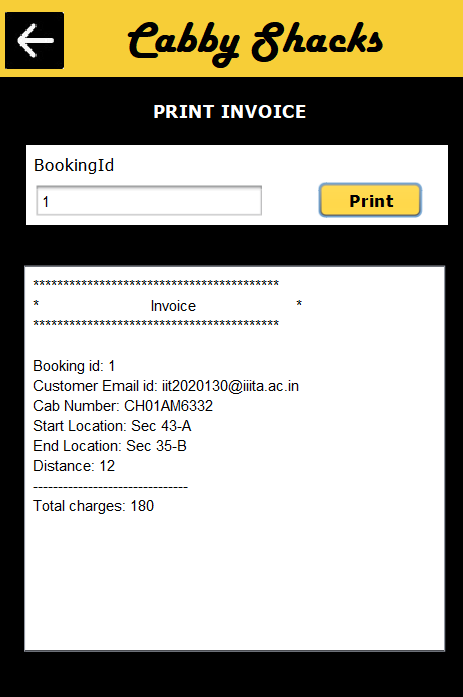 Cabby Shacks
PRINT INVOICE
BookingId
1
Print
*****************************************
* Invoice *
*****************************************
Booking id: 1
Customer Email id: iit2020130@iiita.ac.in
Cab Number: CH01AM6332
Start Location: Sec 43-A
End Location: Sec 35-B
Distance: 12
-------------------------------
Total charges: 180